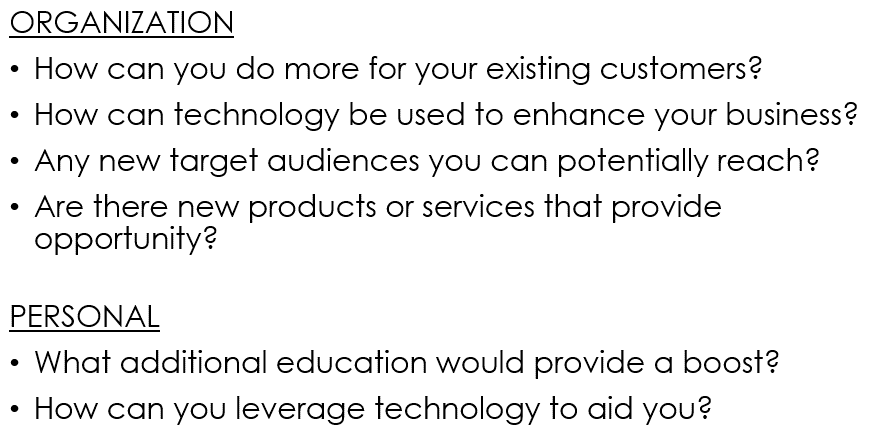 ORGANIZATION
• How can you do more for your existing customers?
• How can technology be used to enhance your business?
• Any new target audiences you can potentially reach?
• Are there new products or services that provide
opportunity?
PERSONAL
• What additional education would provide a boost?
• How can you leverage technology to aid you?